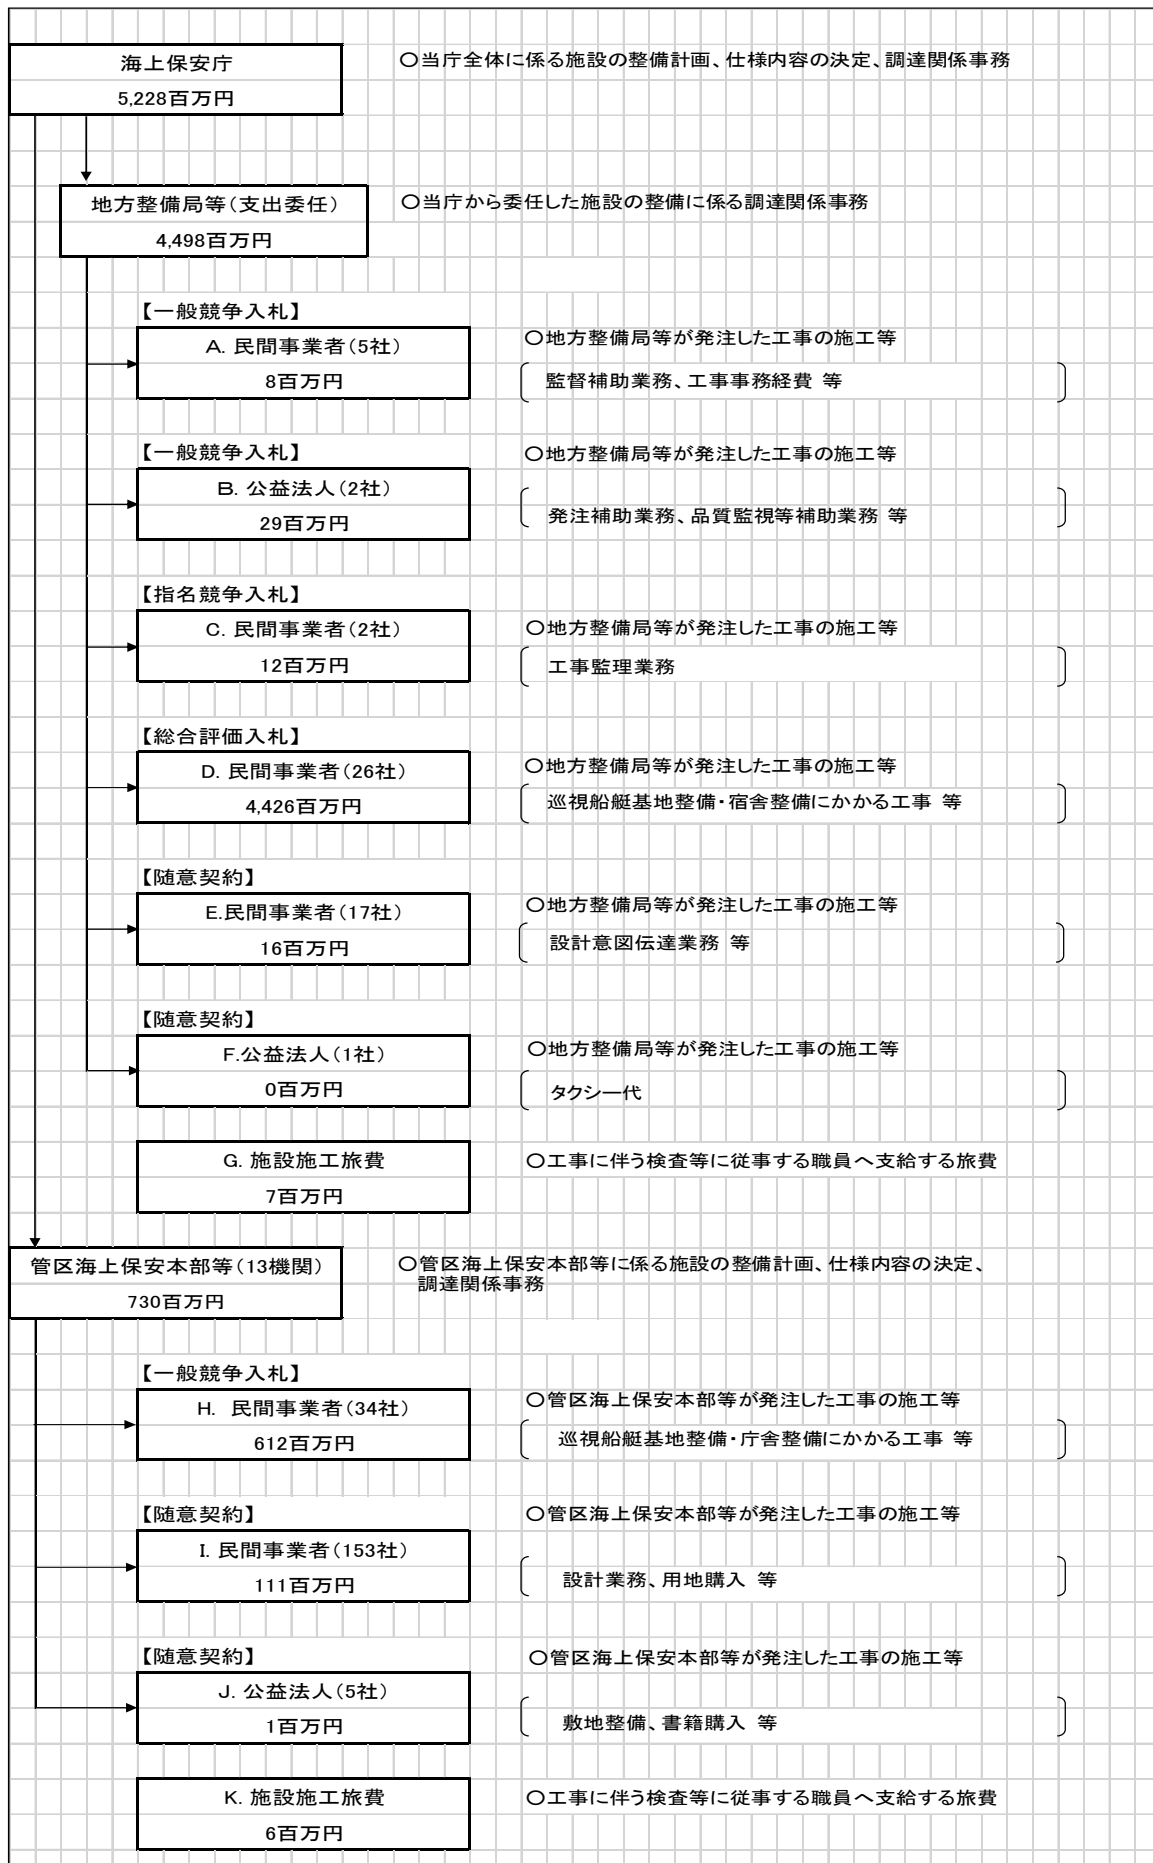 海上保安庁
5,228百万円
〇当庁全体に係る施設の整備計画、仕様内容の決定、調達関係事務
地方整備局等(支出委任)
4,498百万円
〇当庁から委任した施設の整備に係る調達関係事務
【一般競争入札】
A. 民間事業者(5社)
8百万円
〇地方整備局等が発注した工事の施工等
監督補助業務、工事事務経費 等
【一般競争入札】
B. 公益法人(2社)
29百万円
〇地方整備局等が発注した工事の施工等
発注補助業務、品質監視等補助業務 等
【指名競争入札】
C. 民間事業者(2社)
12百万円
〇地方整備局等が発注した工事の施工等
工事監理業務
【総合評価入札】
D. 民間事業者(26社)
4,426百万円
〇地方整備局等が発注した工事の施工等
巡視船艇基地整備・宿舎整備にかかる工事 等
【随意契約】
E.民間事業者(17社)
16百万円
〇地方整備局等が発注した工事の施工等
設計意図伝達業務 等
【随意契約】
F.公益法人(1社)
0百万円
〇地方整備局等が発注した工事の施工等
タクシー代
G. 施設施工旅費
7百万円
〇工事に伴う検査等に従事する職員へ支給する旅費
管区海上保安本部等(13機関)
730百万円
〇管区海上保安本部等に係る施設の整備計画、仕様内容の決定、
調達関係事務
【一般競争入札】
H. 民間事業者(34社)
612百万円
〇管区海上保安本部等が発注した工事の施工等
巡視船艇基地整備・庁舎整備にかかる工事 等
【随意契約】
I. 民間事業者(153社)
111百万円
〇管区海上保安本部等が発注した工事の施工等
設計業務、用地購入 等
【随意契約】
J. 公益法人(5社)
1百万円
〇管区海上保安本部等が発注した工事の施工等
敷地整備、書籍購入 等
K. 施設施工旅費
6百万円
〇工事に伴う検査等に従事する職員へ支給する旅費